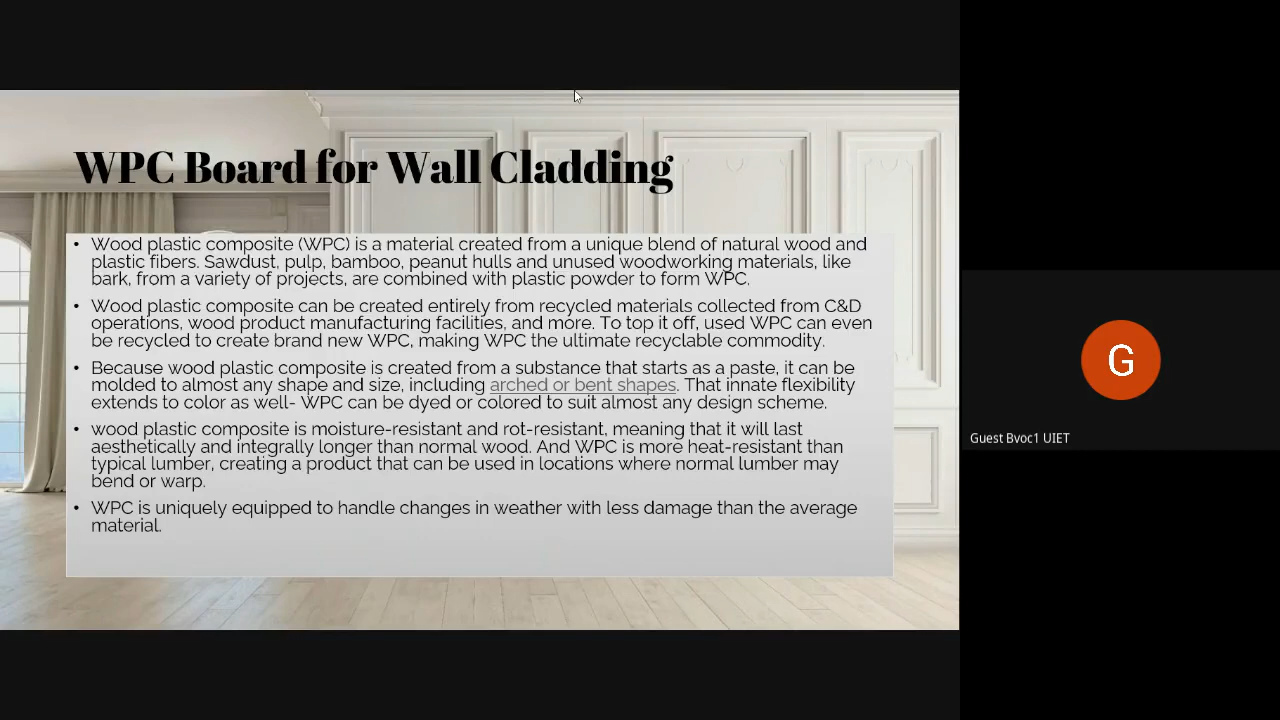 WPC Board for Wall Cladding
• Wood plastic composite (WPC) is a material created from a unique blend of natural wood and
plastic fibers. Sawdust, pulp, bamboo, peanut hulls and unused woodworking materials, like
bark, from a variety of projects, are combined with plastic powder to form WPC.
• Wood plastic composite can be created entirely from recycled materials collected from C&D
operations, wood product manufacturing facilities, and more. To top it off, used WPC can even
be recycled to create brand new WPC, making WPC the ultimate recyclable commodity.
• Because wood plastic composite is created from a substance that starts as a paste, it can be
molded to almost any shape and size, including arched or bent shapes. That innate flexibility
extends to color as well- WPC can be dyed or colored to suit almost any design scheme.
• wood plastic composite is moisture-resistant and rot-resistant, meaning that it will last
aesthetically and integrally longer than normal wood. And WPC is more heat-resistant than
typical lumber, creating a product that can be used in locations where normal lumber may
bend or warp.
• WPC is uniquely equipped to handle changes in weather with less damage than the average
material.
G
Guest Bvoc1 UIET